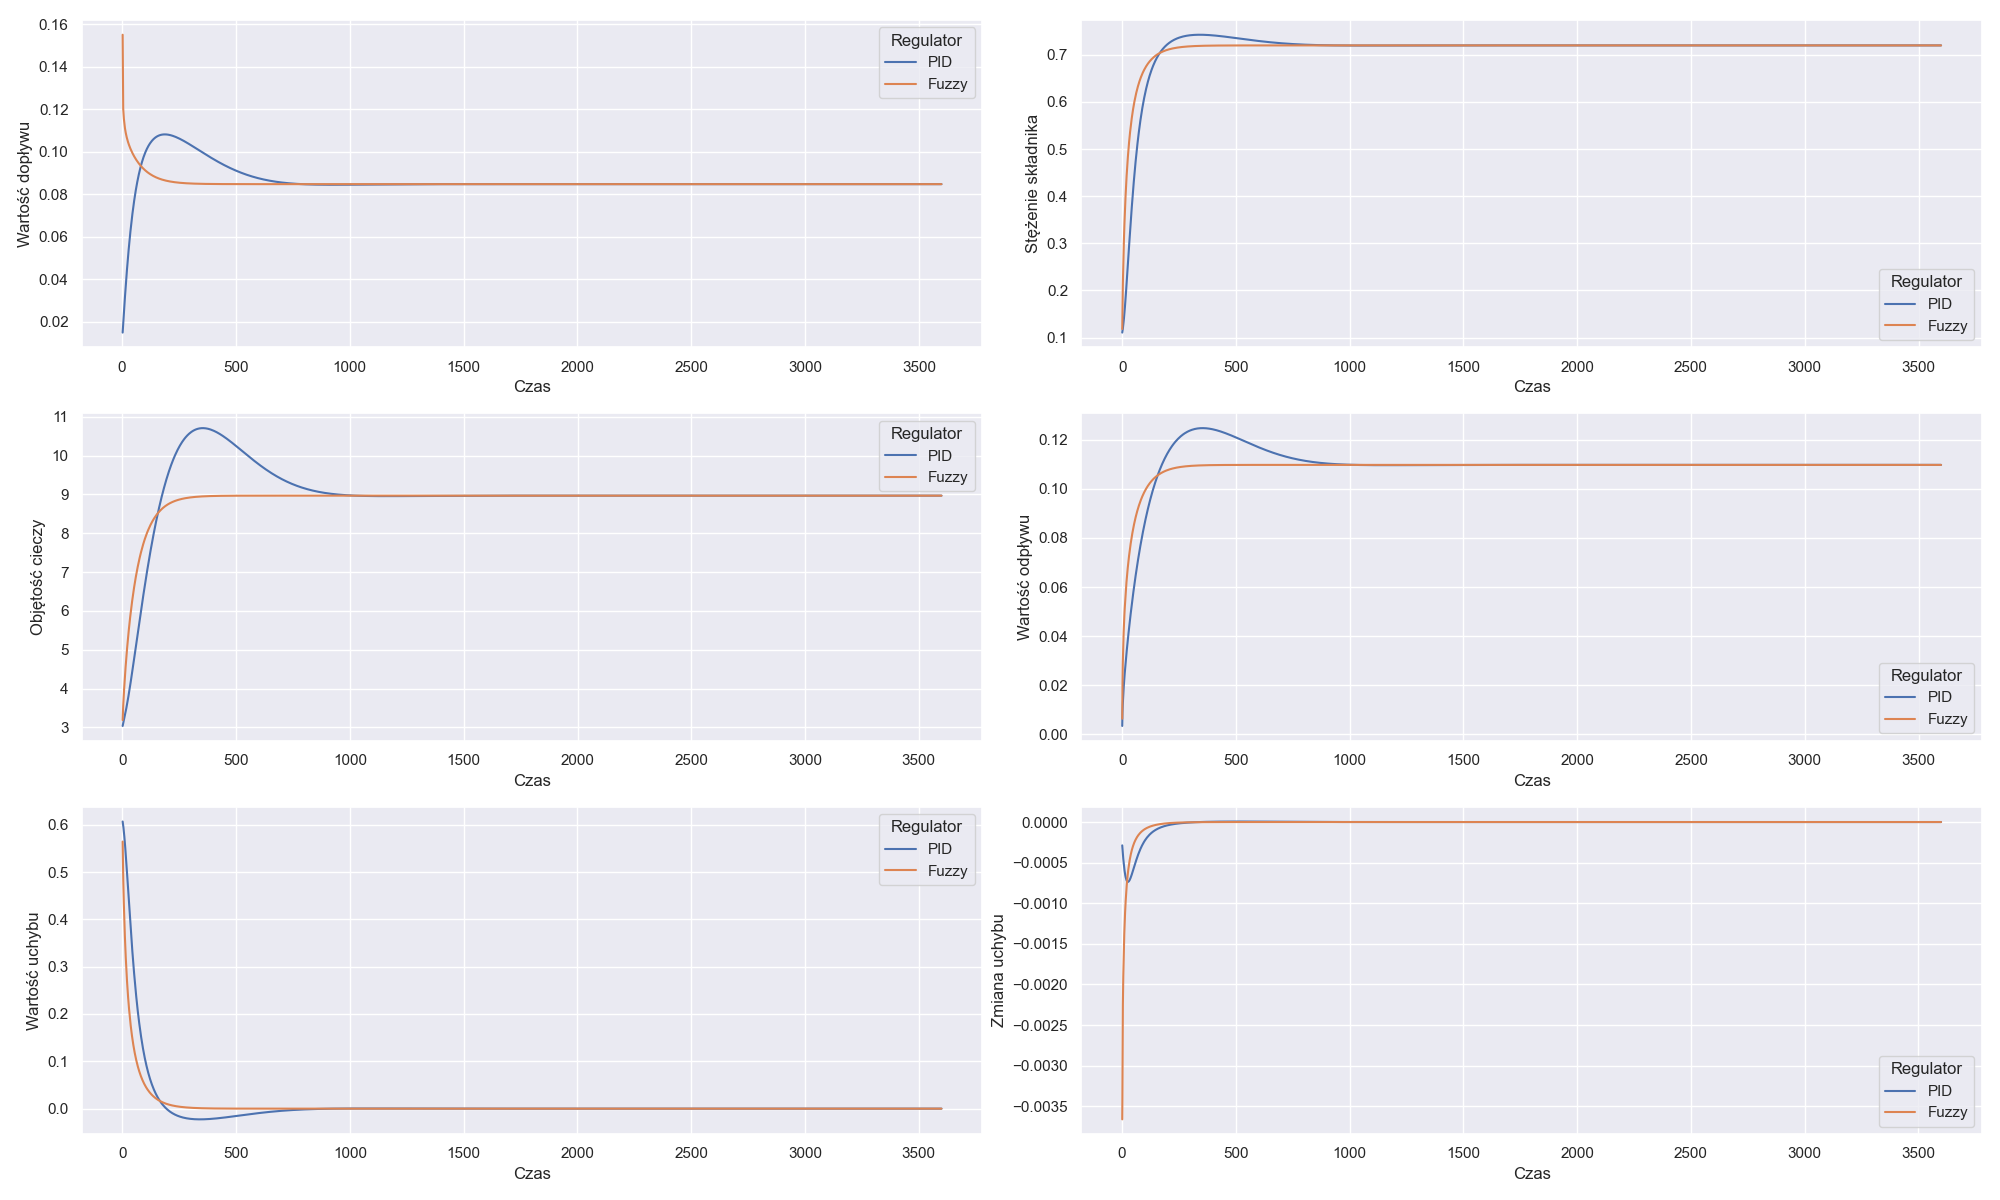 Wartość dopływu
0.16
0.14
0.12
0.10
0.08
0.06
0.04
0.02
Regulator
PID
Fuzzy
0 500 1000 1500 2000 2500 3000 3500
Czas
Stężenie składnika
0.7
0.6
0.5
0.4
0.3
0.2
0.1
Regulator
PID
Fuzzy
0 500 1000 1500 2000 2500 3000 3500
Czas
Objętość cieczy
11
10
9
8
7
6
5
4
3
Regulator
PID
Fuzzy
0 500 1000 1500 2000 2500 3000 3500
Czas
Wartość odpływu
0.12
0.10
0.08
0.06
0.04
0.02
0.00
Regulator
PID
Fuzzy
0 500 1000 1500 2000 2500 3000 3500
Czas
Wartość uchybu
0.6
0.5
0.4
0.3
0.2
0.1
0.0
Regulator
PID
Fuzzy
0 500 1000 1500 2000 2500 3000 3500
Czas
Zmiana uchybu
0.0000
−0.0005
−0.0010
−0.0015
−0.0020
−0.0025
−0.0030
−0.0035
Regulator
PID
Fuzzy
0 500 1000 1500 2000 2500 3000 3500
Czas